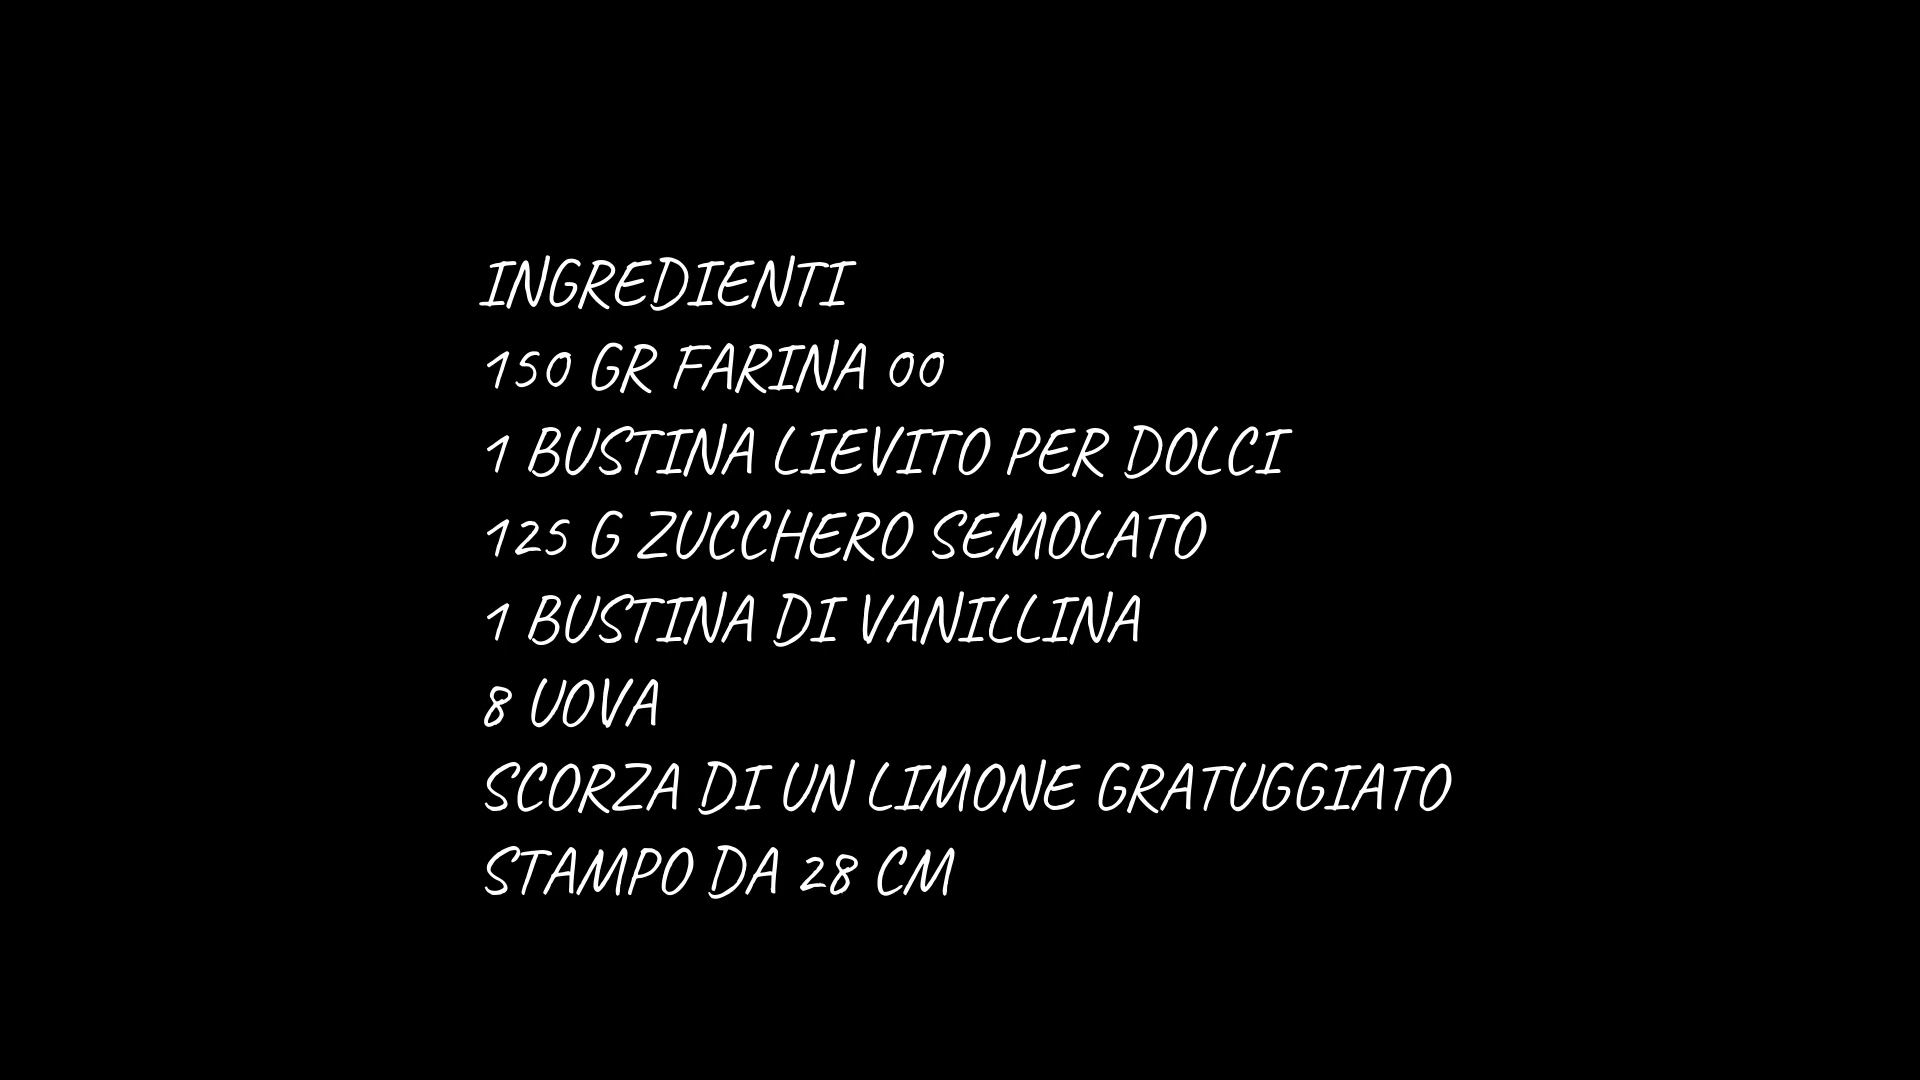 INGREDIENTI
150 GR FARINA 00
1 BUSTINA LIEVITO PER DOLCI
125 G ZUCCHERO SEMOLATO
1 BUSTINA DI VANILLINA
8 UOVA
SCORZA DI UN LIMONE GRATUGGIATO
STAMPO DA 28 CM